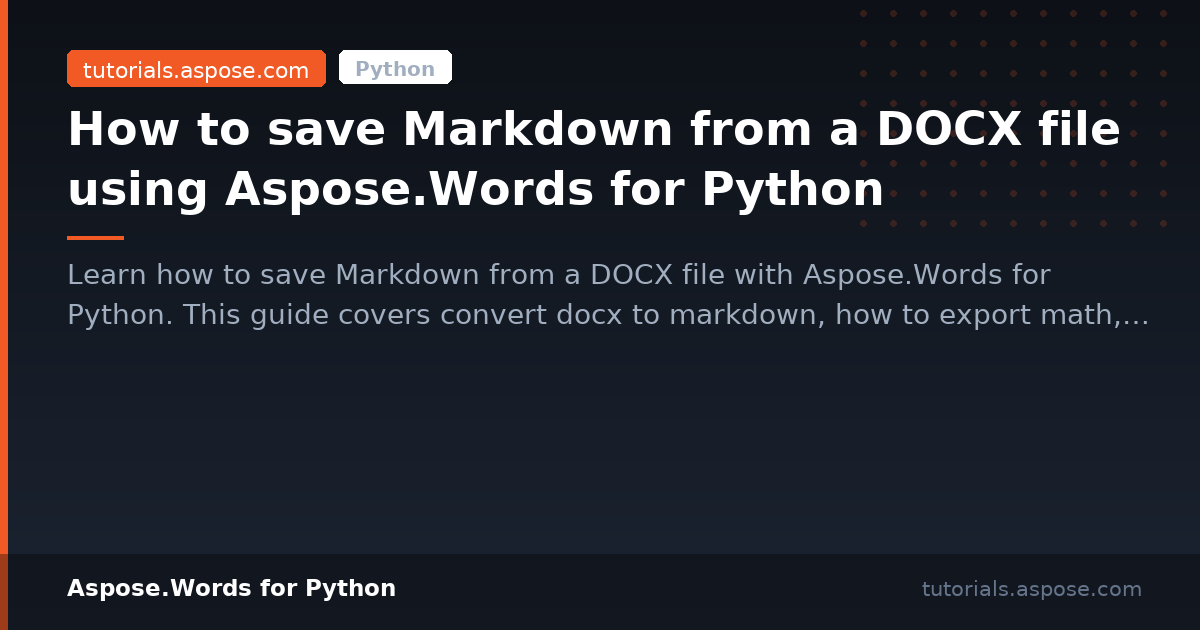 tutorials.aspose.com Python
How to save Markdown from a DOCX file
using Aspose.Words for Python
Learn how to save Markdown from a DOCX file with Aspose.Words for
Python. This guide covers convert docx to markdown, how to export math,...
Aspose.Words for Python tutorials.aspose.com